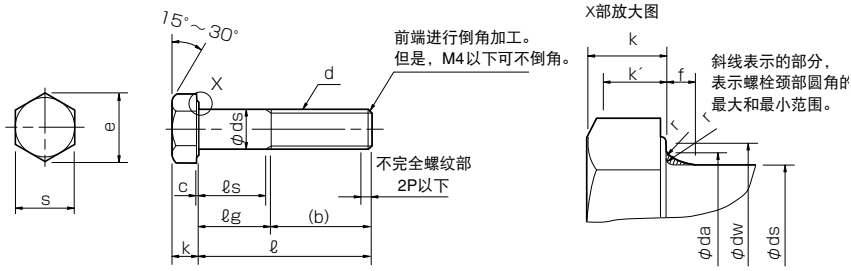 15°～30°
X
d
前端进行倒角加工。
但是，M4以下可不倒角。
e
s
φds
c
ℓs
不完全螺纹部
2P以下
ℓg
(b)
k
ℓ
X部放大图
k
k´
f
斜线表示的部分，
表示螺栓颈部圆角的
最大和最小范围。
r
r
φda
φdw
φds